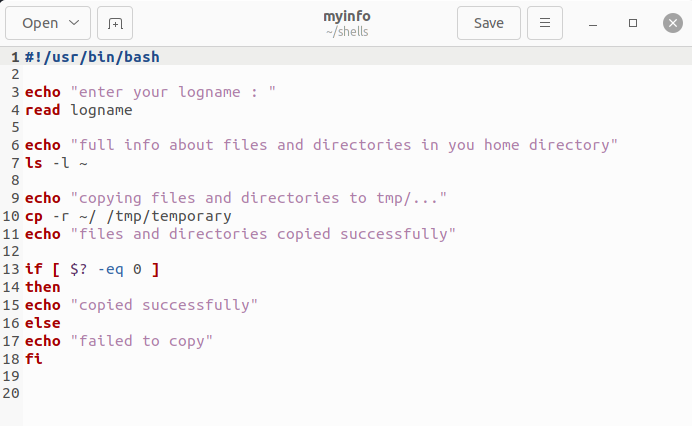 Open
myinfo
~/shells
Save
1 #!/usr/bin/bash
2
3 echo "enter your logname : "
4 read logname
5
6 echo "full info about files and directories in you home directory"
7 ls -l ~
8
9 echo "copying files and directories to tmp/..."
10 cp -r ~/ /tmp/temporary
11 echo "files and directories copied successfully"
12
13 if [ $? -eq 0 ]
14 then
15 echo "copied successfully"
16 else
17 echo "failed to copy"
18 fi
19
20